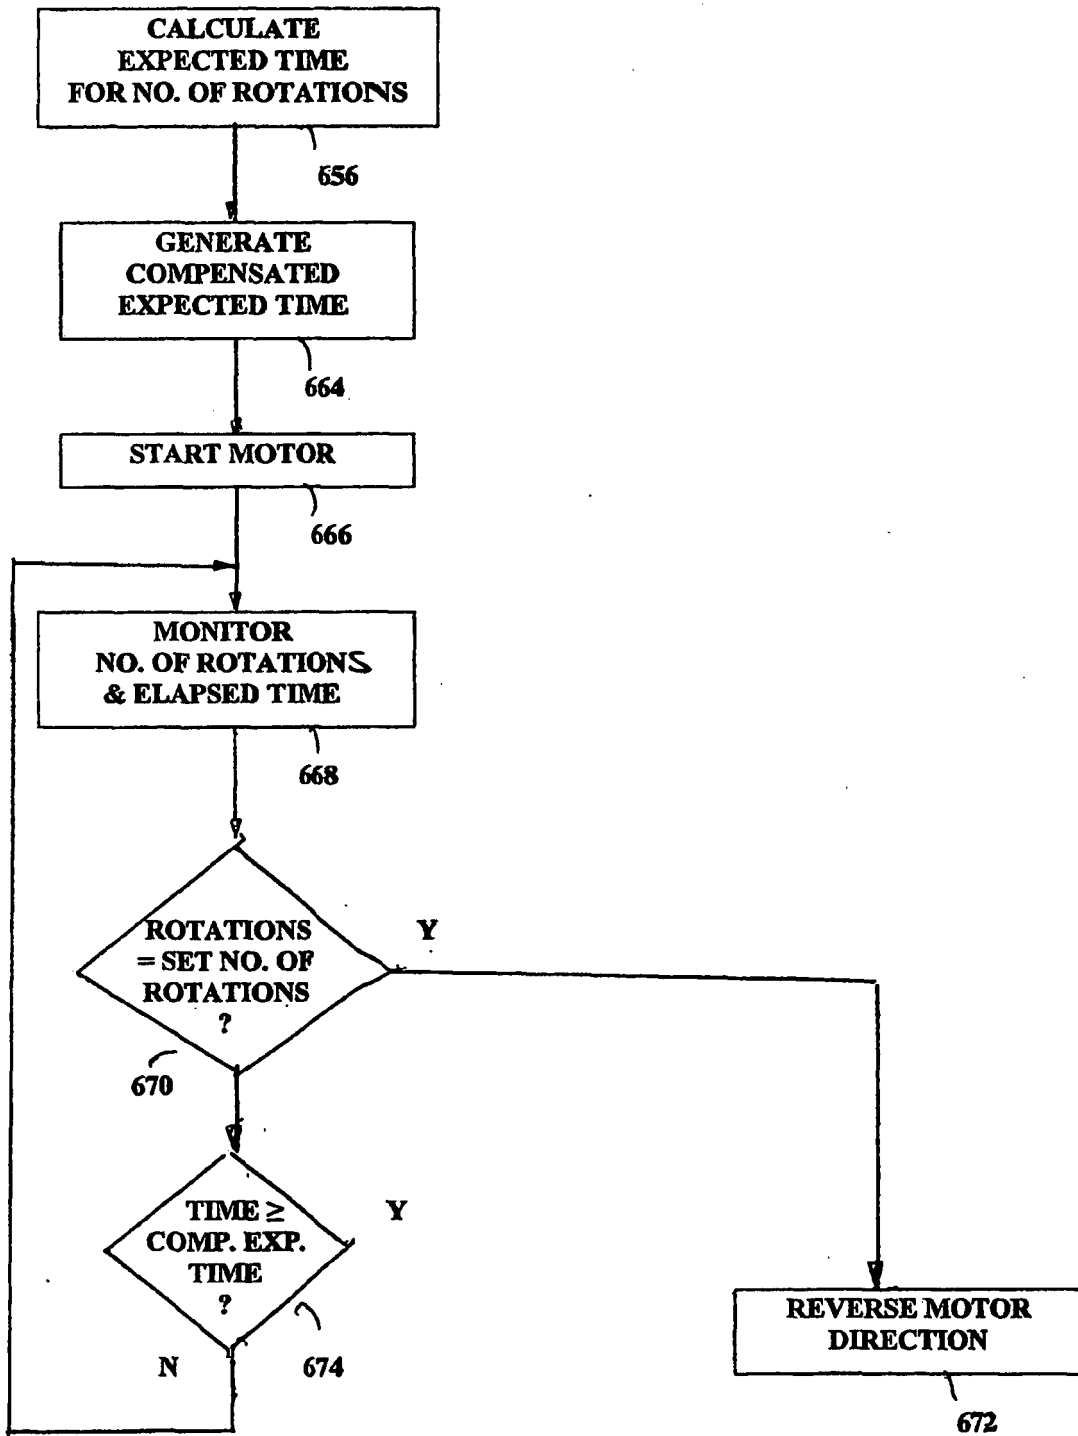 CALCULATE
EXPECTED TIME
FOR NO. OF ROTATIONS
656
GENERATE
COMPENSATED
EXPECTED TIME
664
START MOTOR
666
MONITOR
NO. OF ROTATIONS
& ELAPSED TIME
668
ROTATIONS
= SET NO. OF
ROTATIONS
?
Y
670
TIME ≥
COMP. EXP.
TIME
?
Y
N
674
REVERSE MOTOR
DIRECTION
672